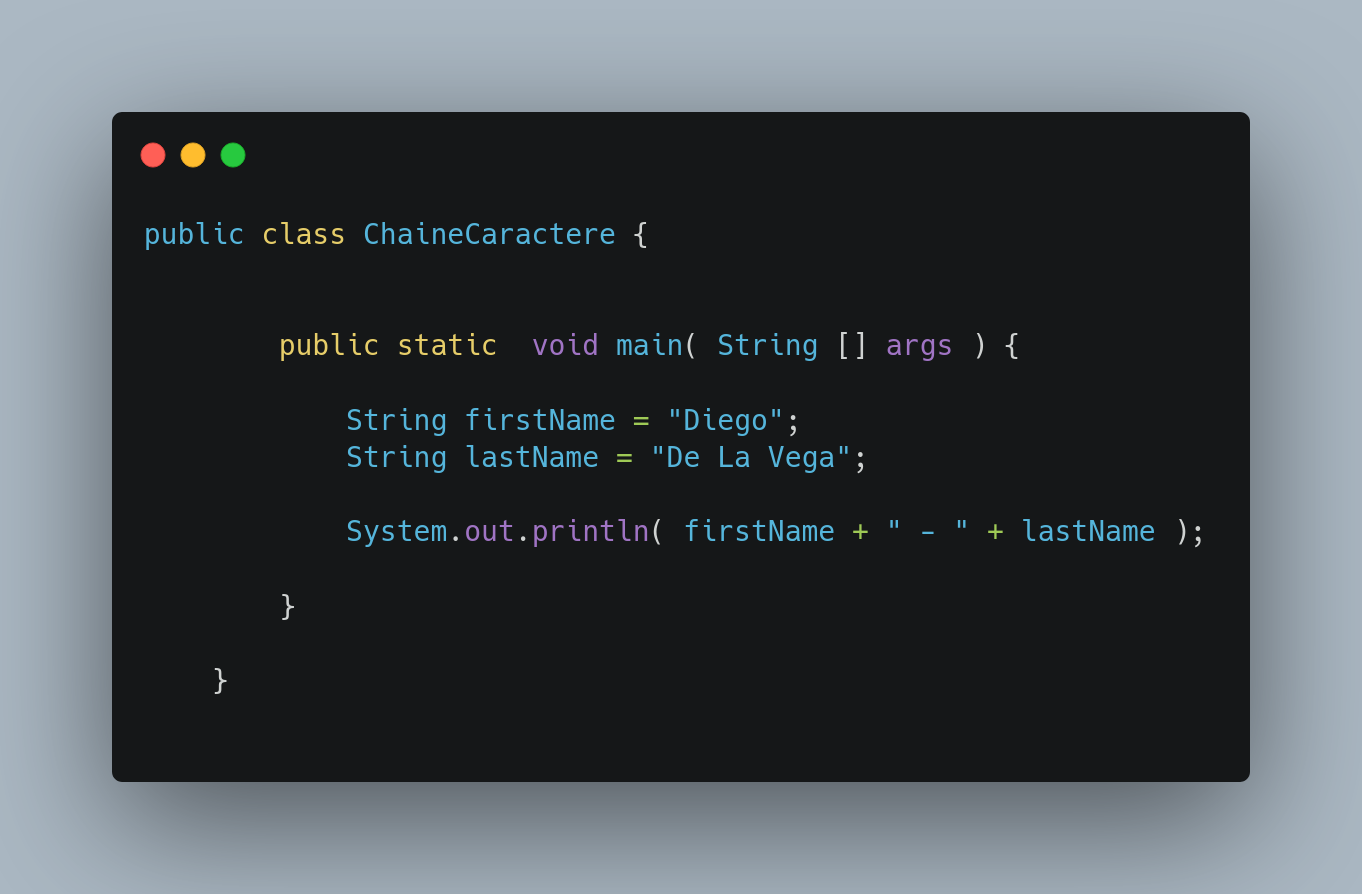 public class ChaineCaractere {
public static  void main( String [] args ) {
String firstName = "Diego";
String lastName = "De La Vega";
System.out.println( firstName + " - " + lastName );
}
}